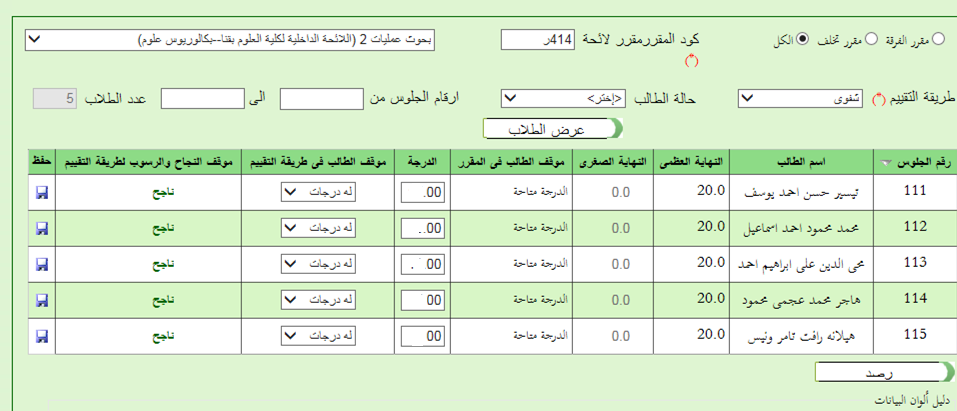 مقرر الفرقة مقرر تخلف الكل كود المقررمقرر لائحة 414ر بحوث عمليات 2 (اللائحة الداخلية لكلية العلوم بقنا--بكالوريوس علوم)
(*)
طريقة التقييم (*) شفوى حالة الطالب <إختر> ارقام الجلوس من الى عدد الطلاب 5
عرض الطلاب
رقم الجلوس اسم الطالب النهاية العظمى النهاية الصغرى موقف الطالب فى المقرر الدرجة موقف الطالب فى طريقة التقييم موقف النجاح والرسوب لطريقة التقييم حفظ
111 تيسير حسن احمد يوسف 20.0 0.0 الدرجة متاحة .00 له درجات ناجح
112 محمد محمود احمد اسماعيل 20.0 0.0 الدرجة متاحة ..00 له درجات ناجح
113 محى الدين على ابراهيم احمد 20.0 0.0 الدرجة متاحة . 00 له درجات ناجح
114 هاجر محمد عجمى محمود 20.0 0.0 الدرجة متاحة 00 له درجات ناجح
115 هيلانه رافت تامر ونيس 20.0 0.0 الدرجة متاحة 00 له درجات ناجح
رصد
دليل ألوان البيانات